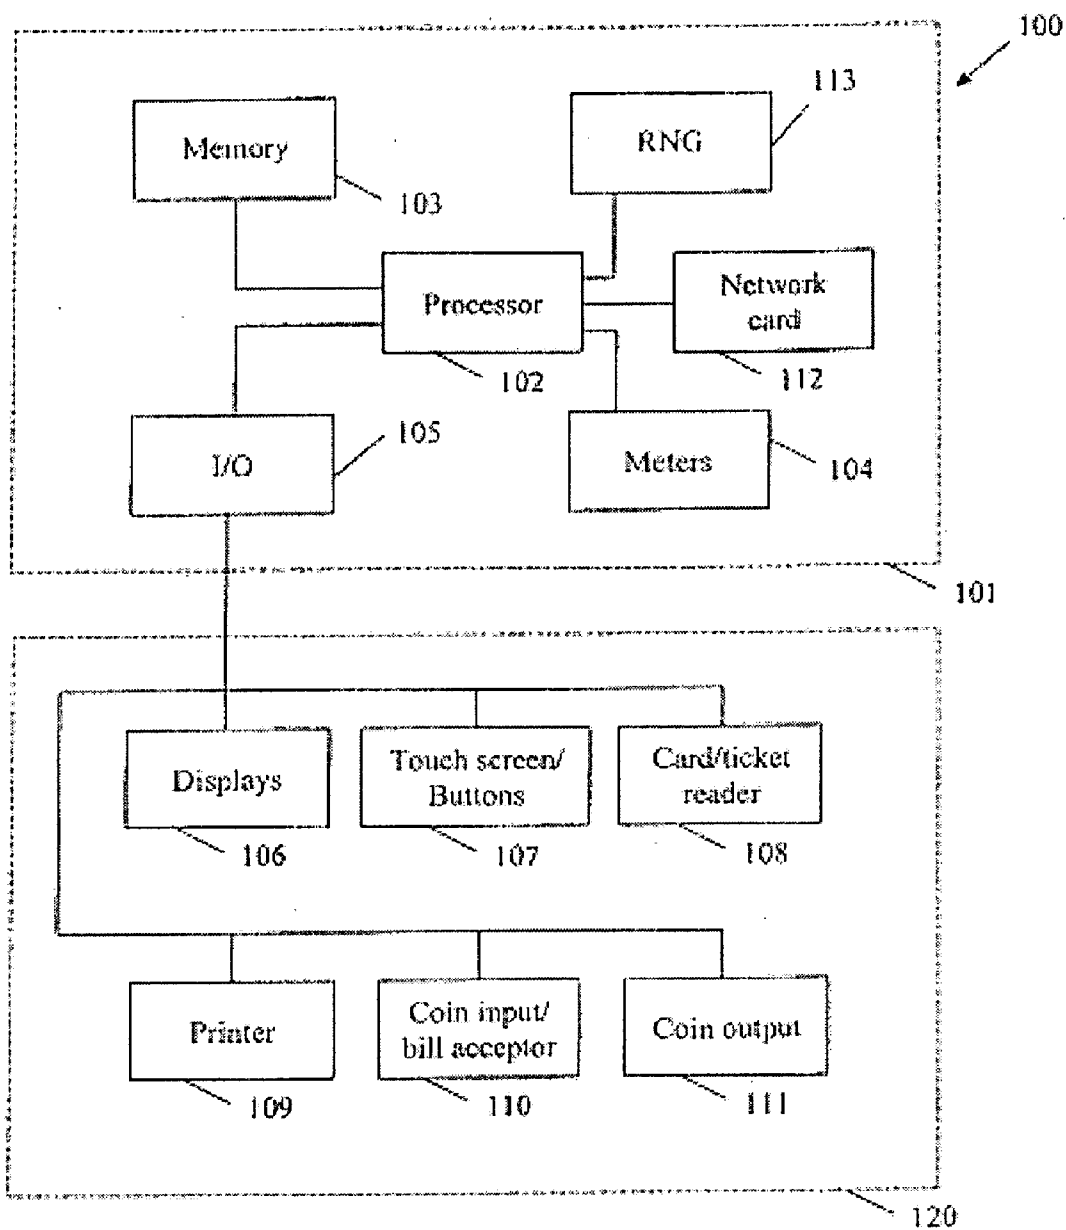 100
113
Memory
RNG
103
Processor
Network
card
102
112
105
I/O
Meters
104
101
Displays
Touch screen/
Buttons
Card/ticket
reader
106
107
108
Printer
Coin input/
bill acceptor
Coin output
109
110
111
120